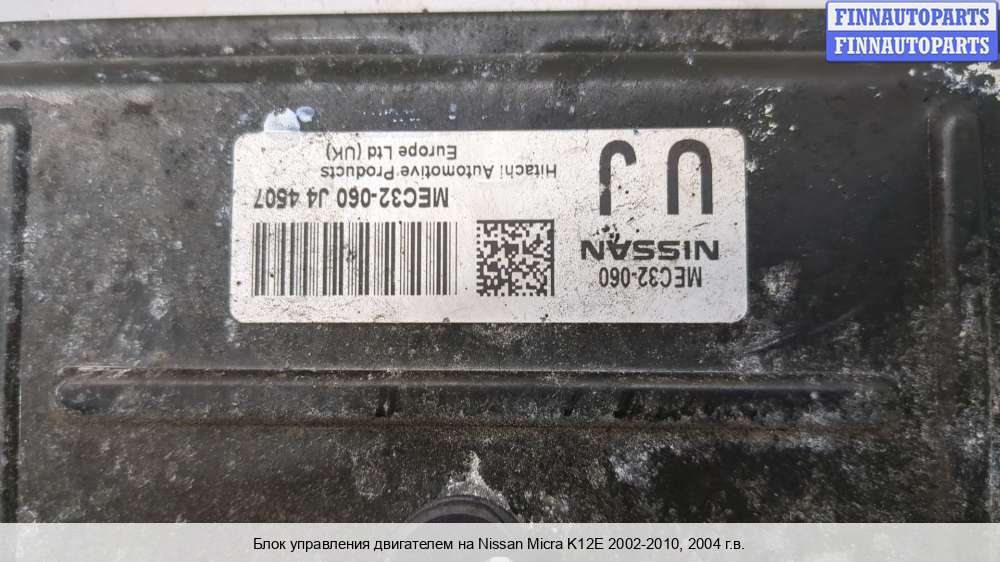 FINNAUTOPARTS
FINNAUTOPARTS
MEC32-060
NISSAN
UJ
MEC32-060 J4 4507
Hitachi Automotive Products
Europe Ltd (UK)
Блок управления двигателем на Nissan Micra K12E 2002-2010, 2004 г.в.